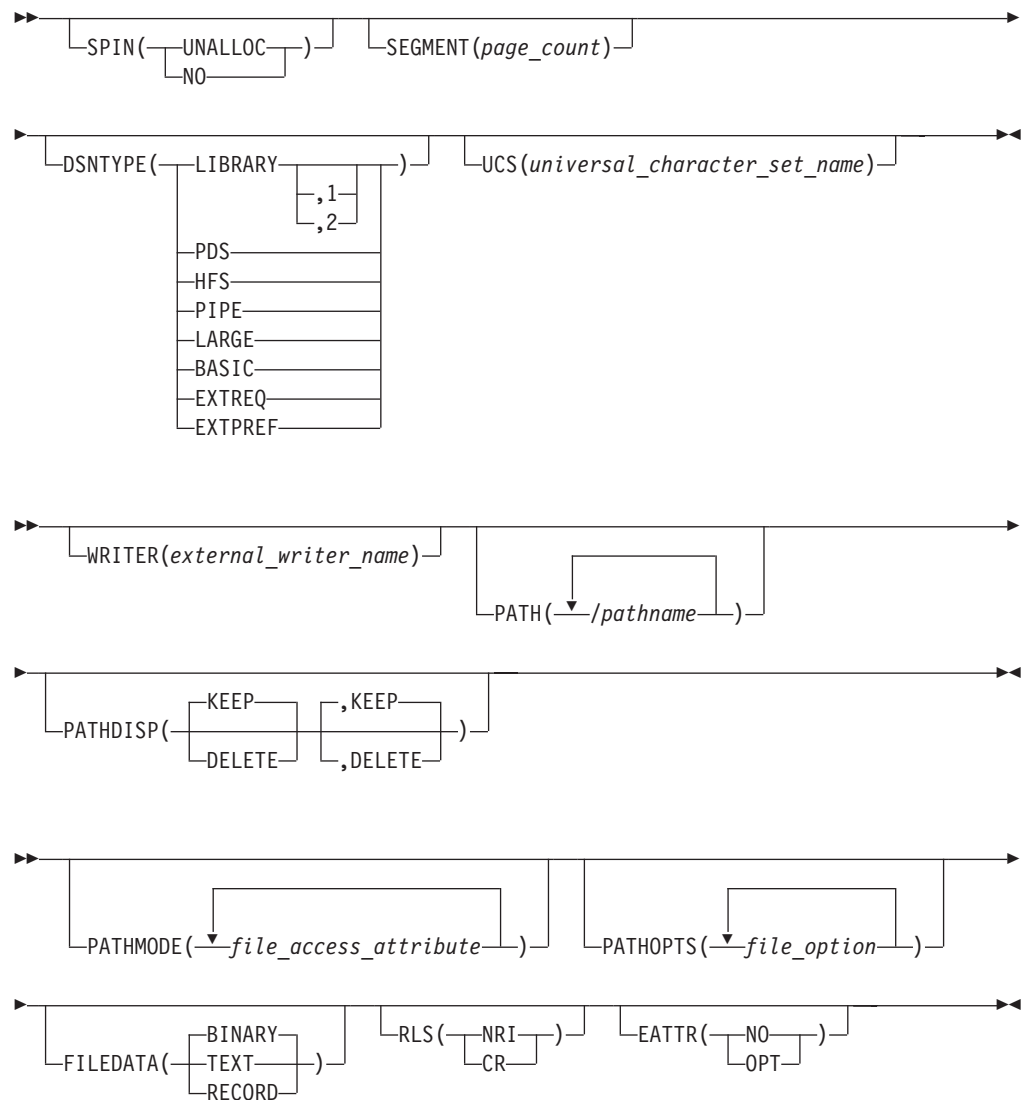 SPIN( UNALLOC ) SEGMENT(page_count)
NO
DSNTYPE( LIBRARY ) UCS(universal_character_set_name)
,1
,2
PDS
HFS
PIPE
LARGE
BASIC
EXTREQ
EXTPREF
WRITER(external_writer_name)
PATH( /pathname )
KEEP ,KEEP
PATHDISP( )
DELETE ,DELETE
PATHMODE( file_access_attribute ) PATHOPTS( file_option )
BINARY RLS( NRI ) EATTR( NO )
FILEDATA( TEXT ) CR OPT
RECORD